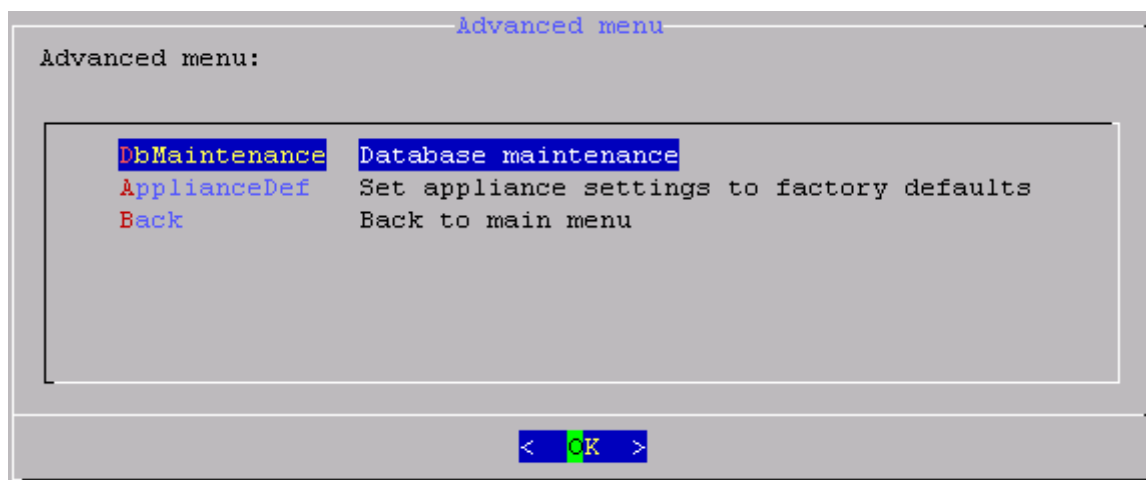 Advanced menu
Advanced menu:
DbMaintenance Database maintenance
ApplianceDef Set appliance settings to factory defaults
Back Back to main menu
< OK >